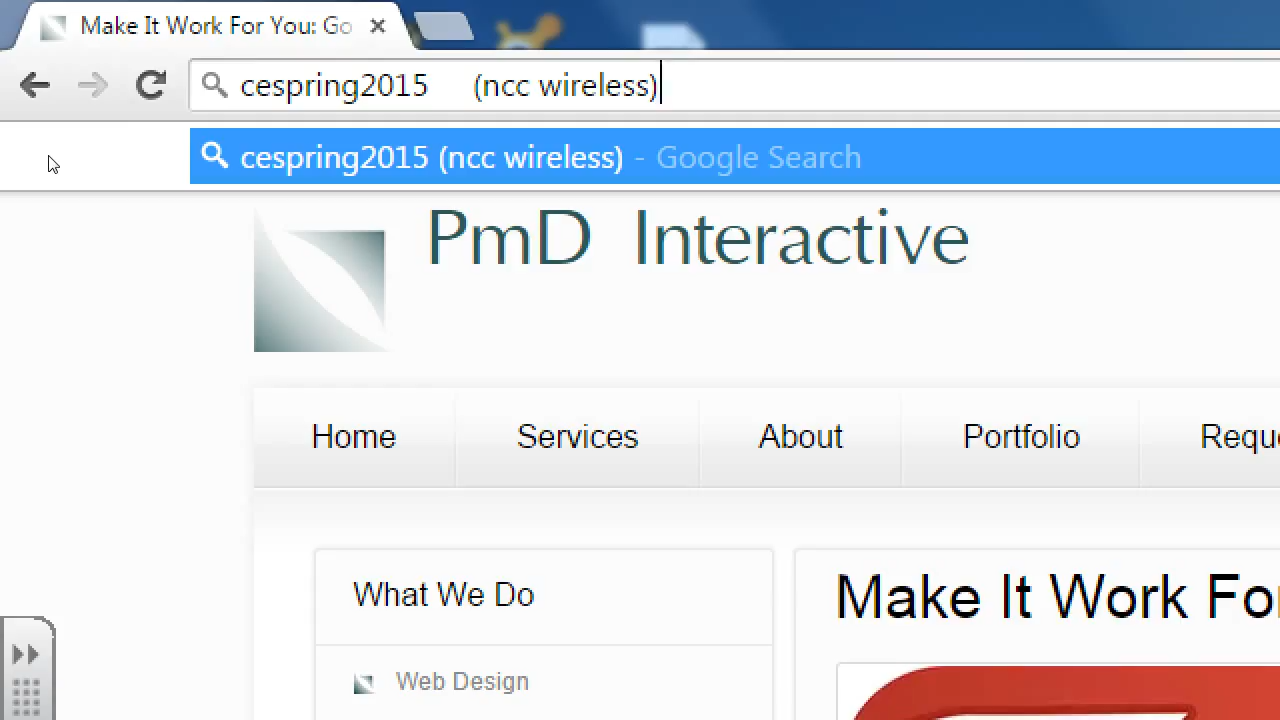 Make It Work For You: Go
cespring2015 (ncc wireless)
cespring2015 (ncc wireless) - Google Search
PmD Interactive
Home Services About Portfolio Requ
What We Do
Make It Work Fo
Web Design